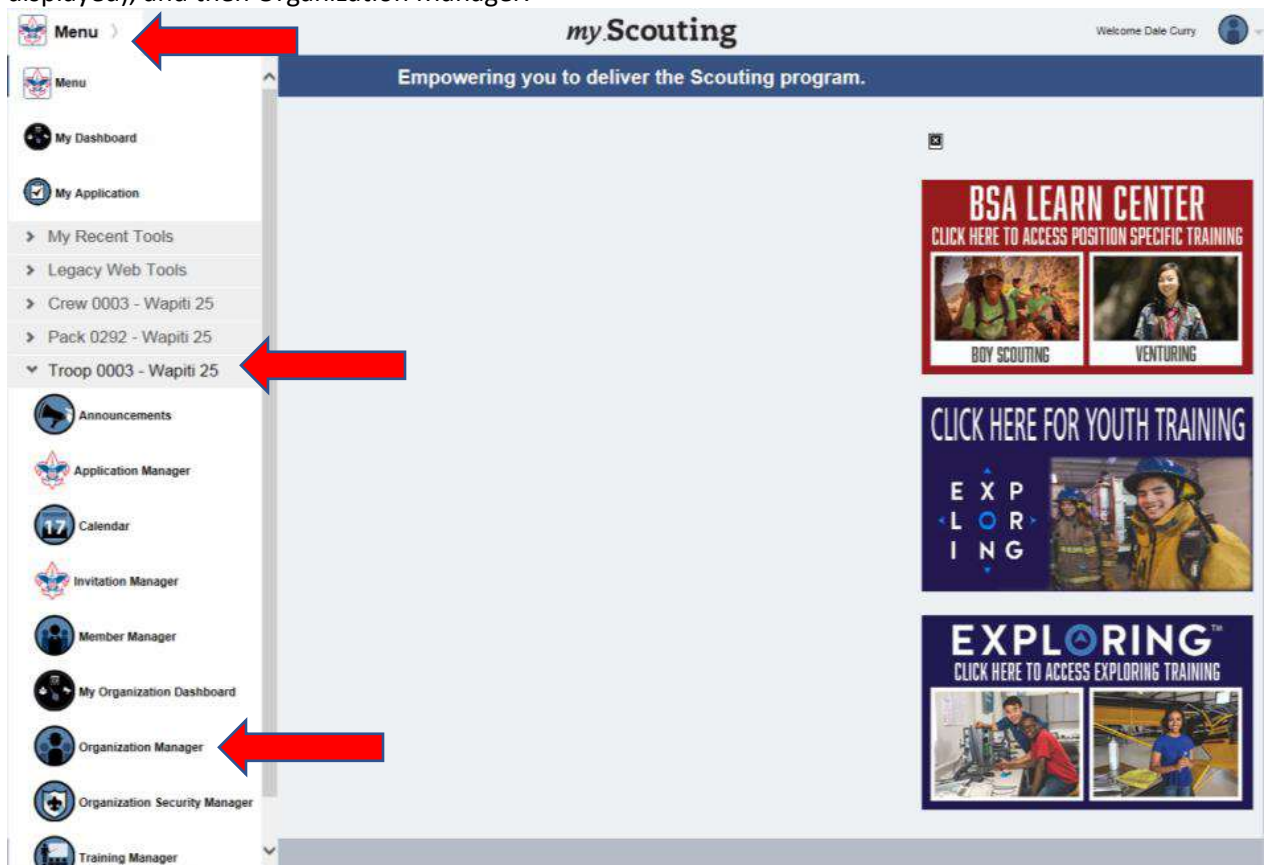 displayed), and then Organization Manager.
Menu
my.Scouting
Welcome Dale Curry
Menu
Empowering you to deliver the Scouting program.
My Dashboard
My Application
My Recent Tools
Legacy Web Tools
Crew 0003 - Wapiti 25
Pack 0292 - Wapiti 25
Troop 0003 - Wapiti 25
Announcements
Application Manager
17
Calendar
Invitation Manager
Member Manager
My Organization Dashboard
Organization Manager
Organization Security Manager
Training Manager
BSA LEARN CENTER
CLICK HERE TO ACCESS POSITION SPECIFIC TRAINING
BOY SCOUTING
VENTURING
CLICK HERE FOR YOUTH TRAINING
E X P
L O R
I N G
EXPLORING™
CLICK HERE TO ACCESS EXPLORING TRAINING